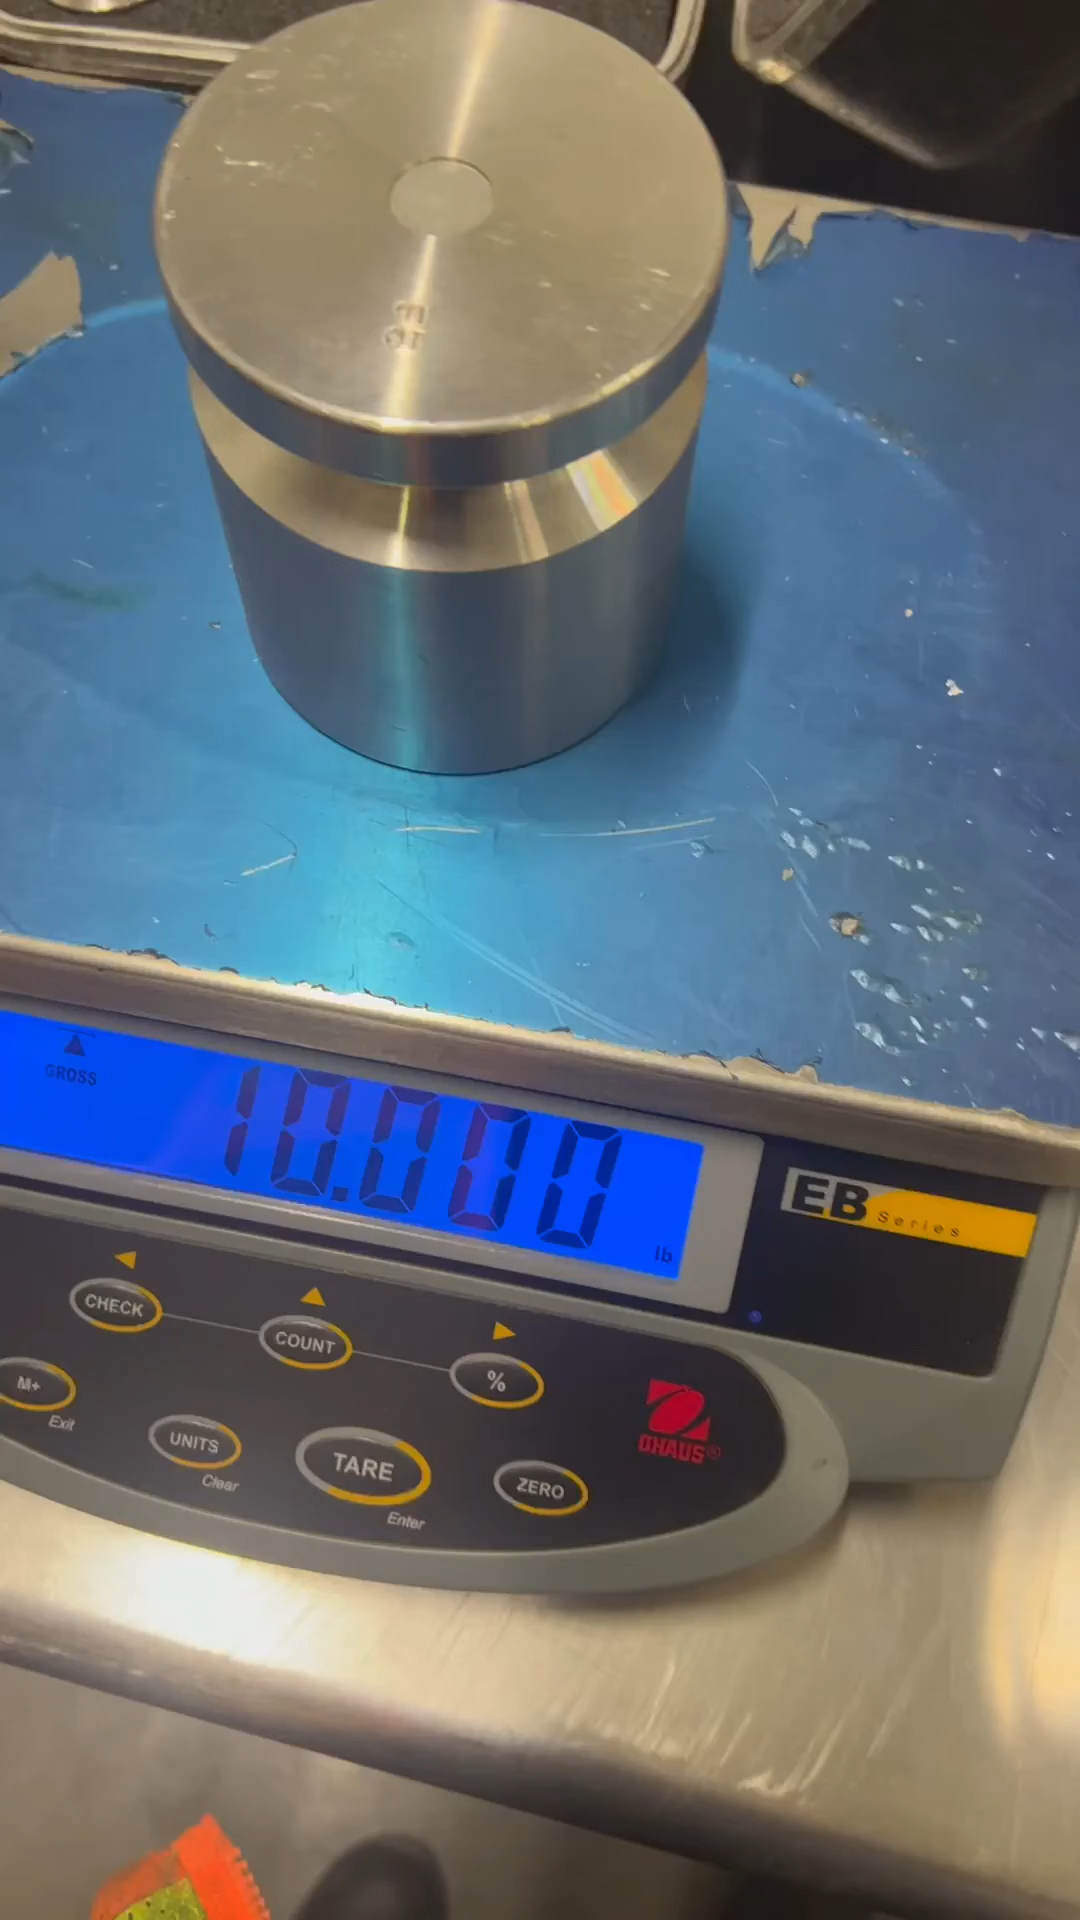 GROSS
10.000
lb
EB Series
CHECK
COUNT
%
M+
Exit
UNITS
Clear
TARE
Enter
ZERO
OHAUS®